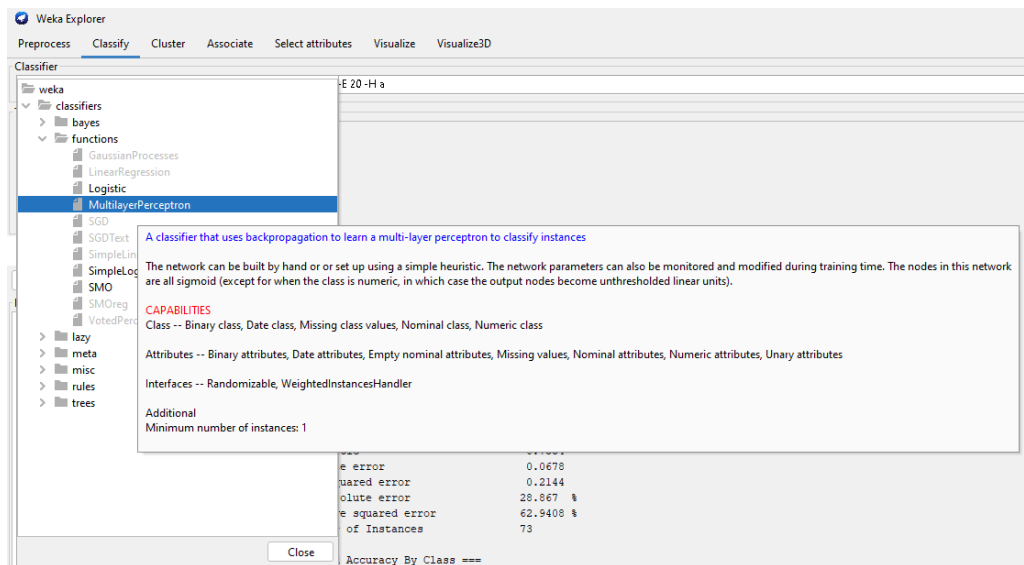 Weka Explorer
Preprocess Classify Cluster Associate Select attributes Visualize Visualize3D
Classifier
-E 20 -H a
weka
classifiers
bayes
functions
GaussianProcesses
LinearRegression
Logistic
MultilayerPerceptron
SGD
SGDText
SimpleLin
SimpleLog
SMO
SMOreg
VotedPerc
lazy
meta
misc
rules
trees
A classifier that uses backpropagation to learn a multi-layer perceptron to classify instances
The network can be built by hand or or set up using a simple heuristic. The network parameters can also be monitored and modified during training time. The nodes in this network
are all sigmoid (except for when the class is numeric, in which case the output nodes become unthresholded linear units).
CAPABILITIES
Class -- Binary class, Date class, Missing class values, Nominal class, Numeric class
Attributes -- Binary attributes, Date attributes, Empty nominal attributes, Missing values, Nominal attributes, Numeric attributes, Unary attributes
Interfaces -- Randomizable, WeightedInstancesHandler
Additional
Minimum number of instances: 1
e error 0.0678
uared error 0.2144
olute error 28.867 %
e squared error 62.9408 %
of Instances 73
Accuracy By Class ===
Close